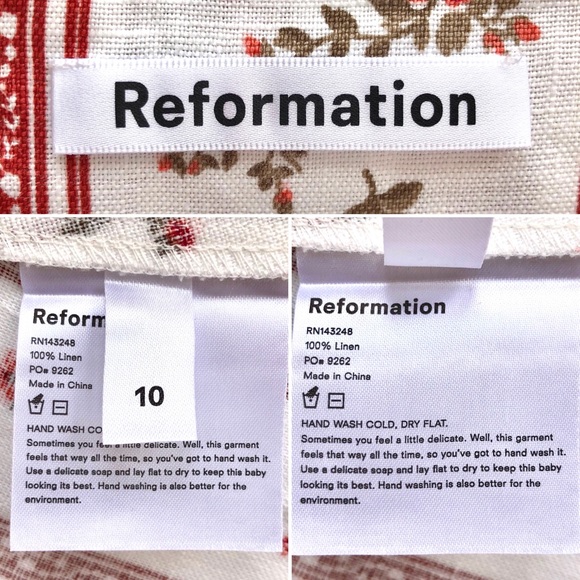 Reformation
Reform
RN143248
100% Linen
PO# 9262
Made in China
10
HAND WASH CO
Sometimes you feel a little delicate. Well, this garment
feels that way all the time, so you've got to hand wash it.
Use a delicate soap and lay flat to dry to keep this baby
looking its best. Hand washing is also better for the
environment.
Reformation
RN143248
100% Linen
PO# 9262
Made in China
HAND WASH COLD, DRY FLAT.
Sometimes you feel a little delicate. Well, this garment
feels that way all the time, so you've got to hand wash it.
Use a delicate soap and lay flat to dry to keep this baby
looking its best. Hand washing is also better for the
environment.